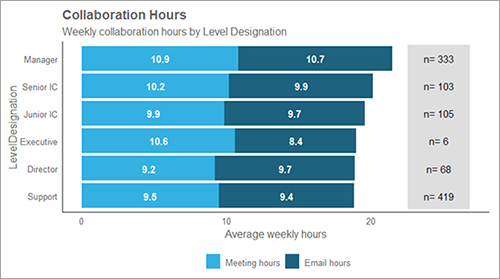 Collaboration Hours
Weekly collaboration hours by Level Designation
LevelDesignation
Manager 10.9 10.7 n= 333
Senior IC 10.2 9.9 n= 103
Junior IC 9.9 9.7 n= 105
Executive 10.6 8.4 n= 6
Director 9.2 9.7 n= 68
Support 9.5 9.4 n= 419
0 10 20
Average weekly hours
Meeting hours Email hours